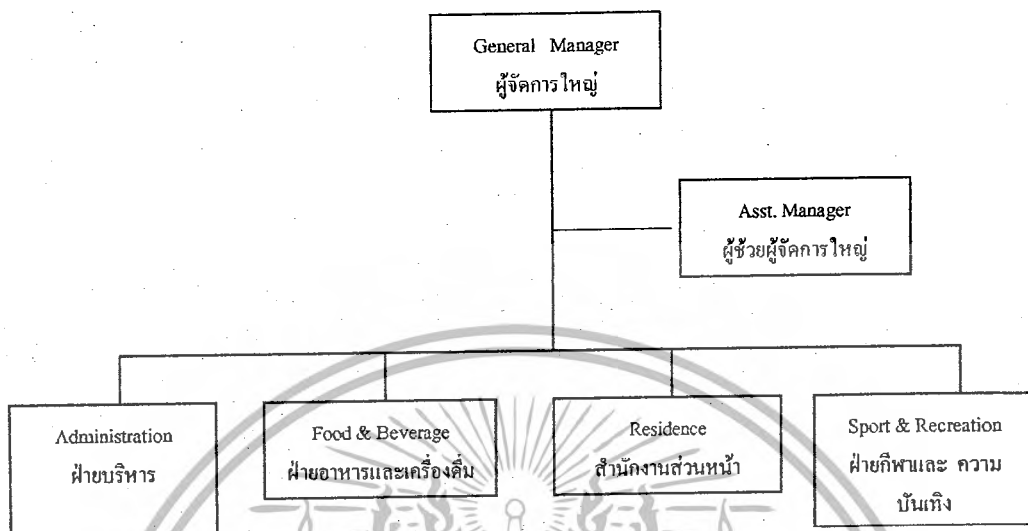 General Manager
ผู้จัดการใหญ่
Asst. Manager
ผู้ช่วยผู้จัดการใหญ่
Administration
ฝ่ายบริหาร
Food & Beverage
ฝ่ายอาหารและเครื่องดื่ม
Residence
สำนักงานส่วนหน้า
Sport & Recreation
ฝ่ายกีฬาและ ความ
บันเทิง